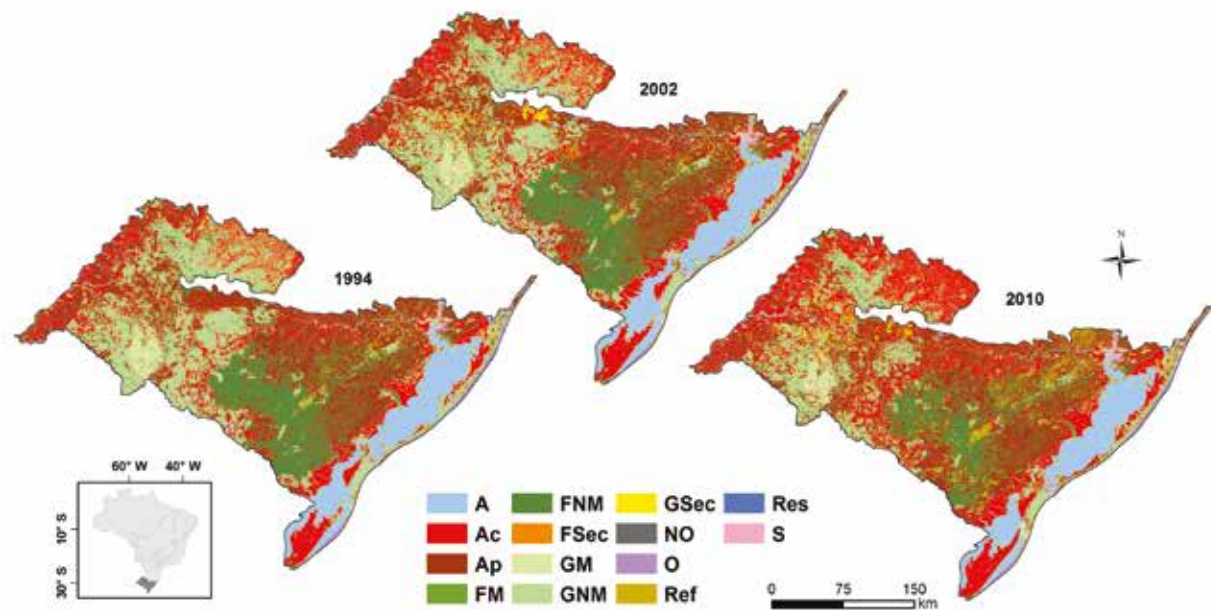 2002
N
1994
2010
60° W 40° W
10° S
30° S
A FNM GSec Res
Ac FSec NO S
Ap GM O
FM GNM Ref
0 75 150
km